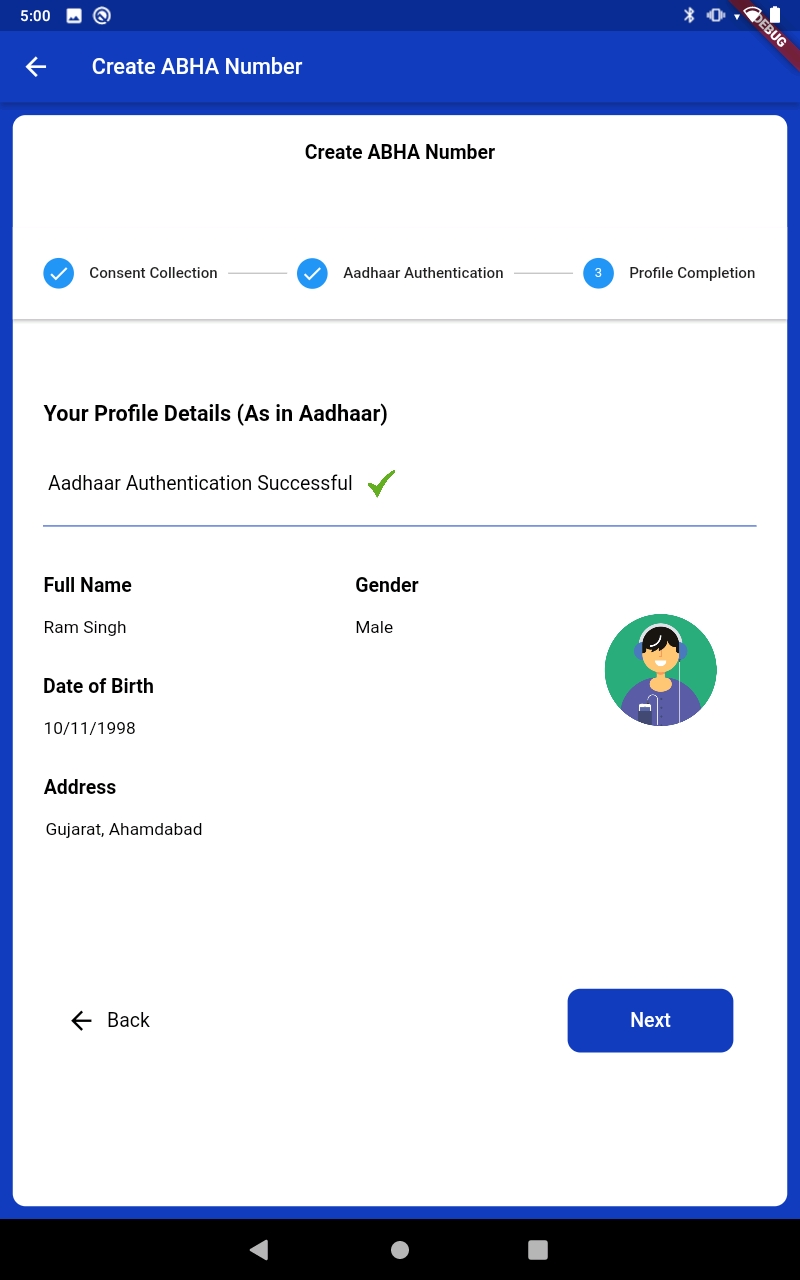 5:00
DEBUG
Create ABHA Number
Create ABHA Number
Consent Collection
Aadhaar Authentication
3 Profile Completion
Your Profile Details (As in Aadhaar)
Aadhaar Authentication Successful
Full Name
Gender
Ram Singh
Male
Date of Birth
10/11/1998
Address
Gujarat, Ahamdabad
Back
Next